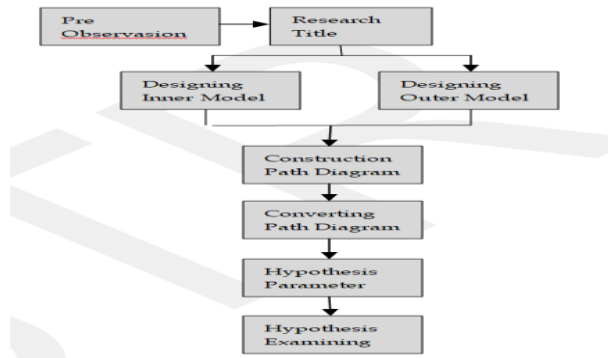 Pre
Observasion
Research
Title
Designing
Inner Model
Designing
Outer Model
Construction
Path Diagram
Converting
Path Diagram
Hypothesis
Parameter
Hypothesis
Examining